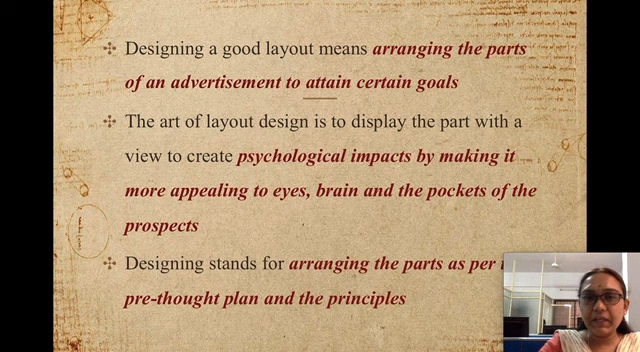 Designing a good layout means arranging the parts
of an advertisement to attain certain goals
The art of layout design is to display the part with a
view to create psychological impacts by making it
more appealing to eyes, brain and the pockets of the
prospects
Designing stands for arranging the parts as per
pre-thought plan and the principles